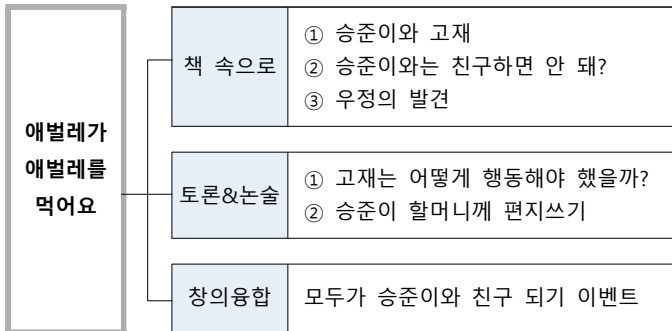 애벌레가
애벌레를
먹어요
책 속으로
① 승준이와 고재
② 승준이와는 친구하면 안 돼?
③ 우정의 발견
토론&논술
① 고재는 어떻게 행동해야 했을까?
② 승준이 할머니께 편지쓰기
창의융합
모두가 승준이와 친구 되기 이벤트